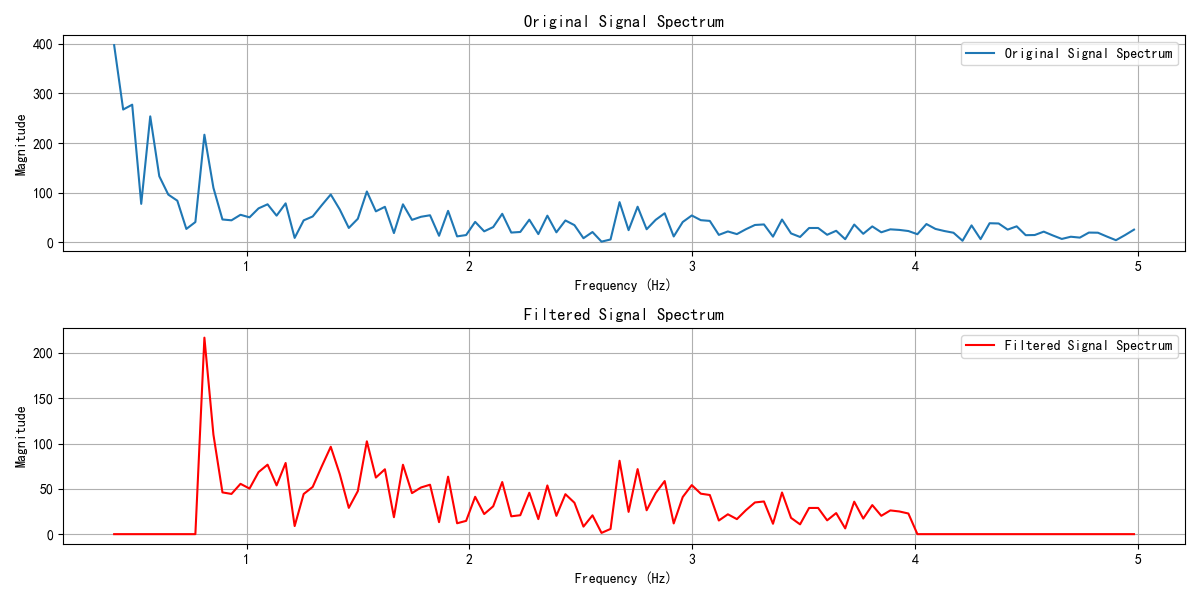 Original Signal Spectrum
Original Signal Spectrum
Magnitude
400
300
200
100
0
1 2 3 4 5
Frequency (Hz)
Filtered Signal Spectrum
Filtered Signal Spectrum
Magnitude
200
150
100
50
0
1 2 3 4 5
Frequency (Hz)